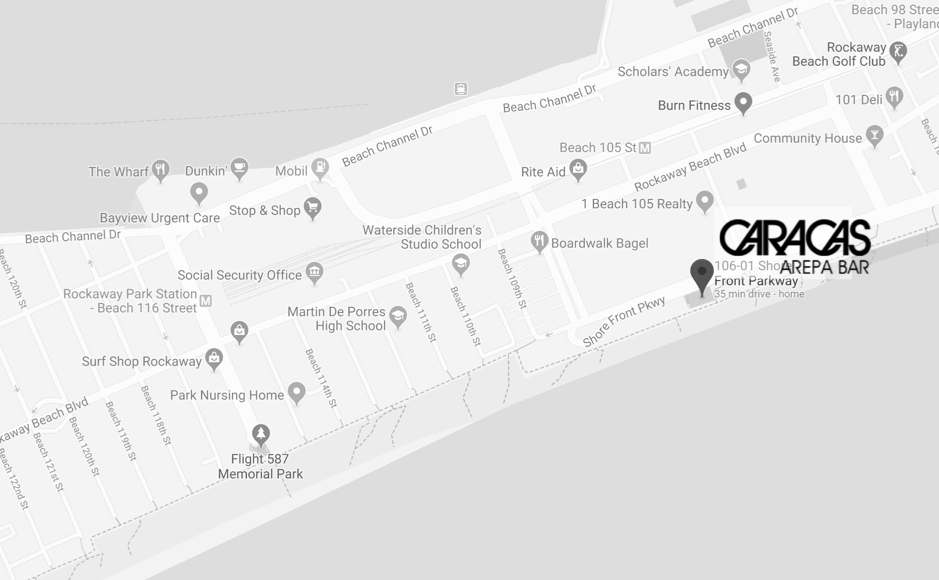 Beach 98 Stree
- Playlan
Beach Channel Dr
Seaside Ave
Rockaway
Beach Golf Club
Scholars' Academy
Burn Fitness
Beach Channel Dr
101 Deli
Beach Channel Dr
Community House
Beach 105 St M
Rockaway Beach Blvd
The Wharf
Dunkin'
Mobil
Rite Aid
Bayview Urgent Care
Stop & Shop
1 Beach 105 Realty
Waterside Children's
Studio School
Boardwalk Bagel
CARACAS
AREPA BAR
Beach Channel Dr
Beach 120th St
Social Security Office
Beach 109th St
106-01 Shore
Front Parkway
35 min drive - home
Rockaway Park Station
- Beach 116 Street M
Martin De Porres
High School
Beach 111th St
Beach 110th St
Shore Front Pkwy
Surf Shop Rockaway
Beach 114th St
Park Nursing Home
kaway Beach Blvd
Beach 118th St
Beach 119th St
Beach 120th St
Beach 121st St
Beach 122nd St
Flight 587
Memorial Park